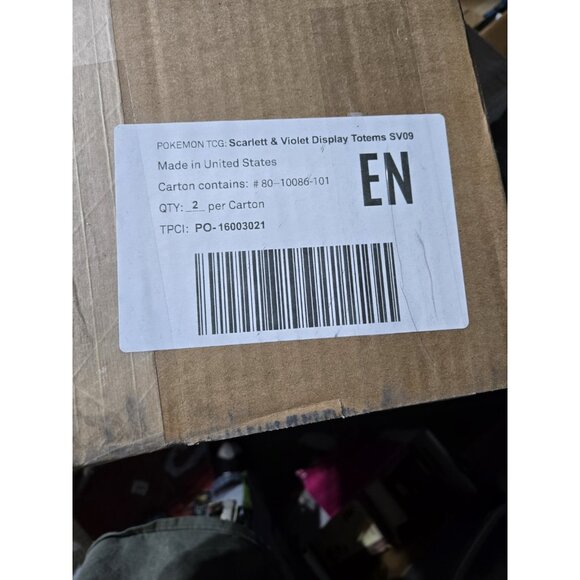 POKEMON TCG: Scarlett & Violet Display Totems SV09
Made in United States
Carton contains: # 80-10086-101
QTY: 2 per Carton
TPCI: PO-16003021
EN